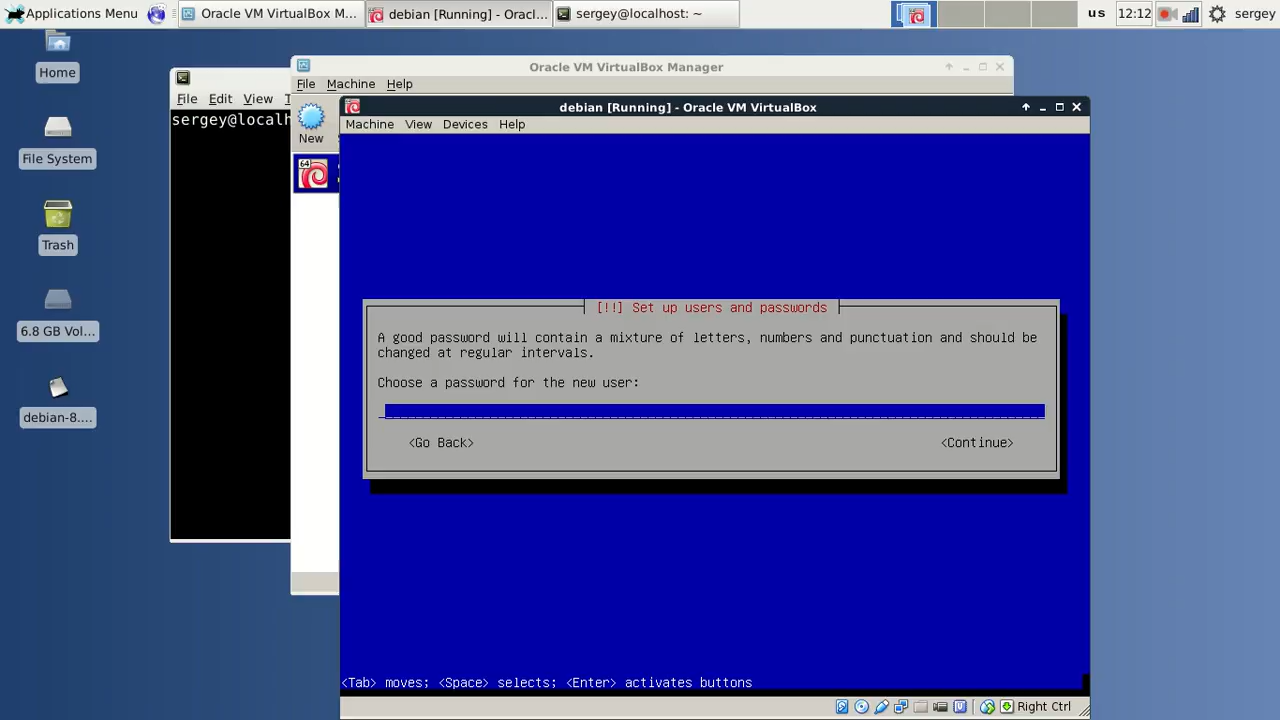 Applications Menu
Oracle VM VirtualBox M...
debian [Running] - Oracl...
sergey@localhost: ~
us
12:12
sergey
Home
File System
Trash
6.8 GB Vol...
debian-8....
File Edit View T
sergey@localh
Oracle VM VirtualBox Manager
File Machine Help
New
64
debian [Running] - Oracle VM VirtualBox
Machine View Devices Help
[!!] Set up users and passwords
A good password will contain a mixture of letters, numbers and punctuation and should be
changed at regular intervals.
Choose a password for the new user:
<Go Back>
<Continue>
<Tab> moves; <Space> selects; <Enter> activates buttons
Right Ctrl